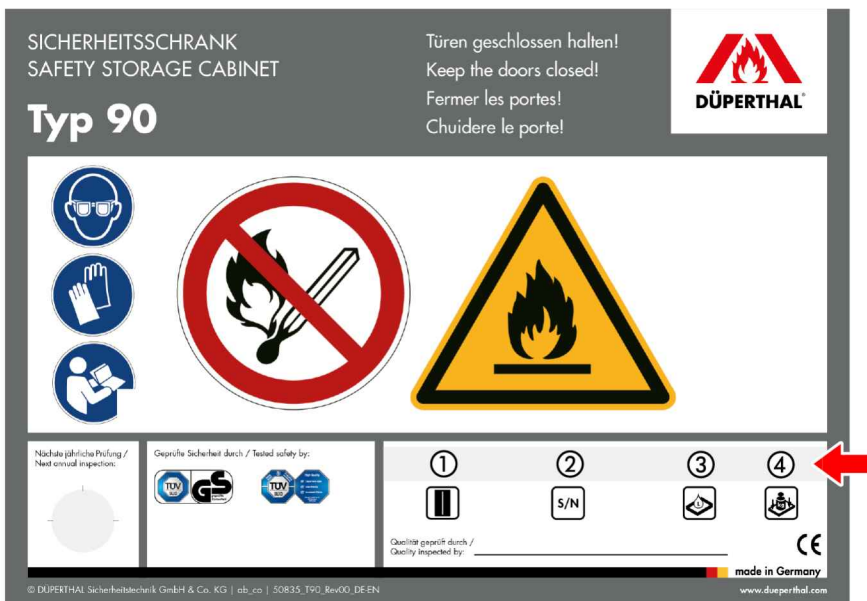 SICHERHEITSSCHRANK
SAFETY STORAGE CABINET
Typ 90
Türen geschlossen halten!
Keep the doors closed!
Fermer les portes!
Chuidere le porte!
DÜPERTHAL®
Nächste jährliche Prüfung /
Next annual inspection:
Geprüfte Sicherheit durch / Tested safety by:
TÜV
GS
TÜV
1 2 3 4
S/N
Qualität geprüft durch /
Quality inspected by:
CE
made in Germany
© DÜPERTHAL Sicherheitstechnik GmbH & Co. KG | ab_co | 50835_T90_Rev00_DE-EN
www.dueperthal.com